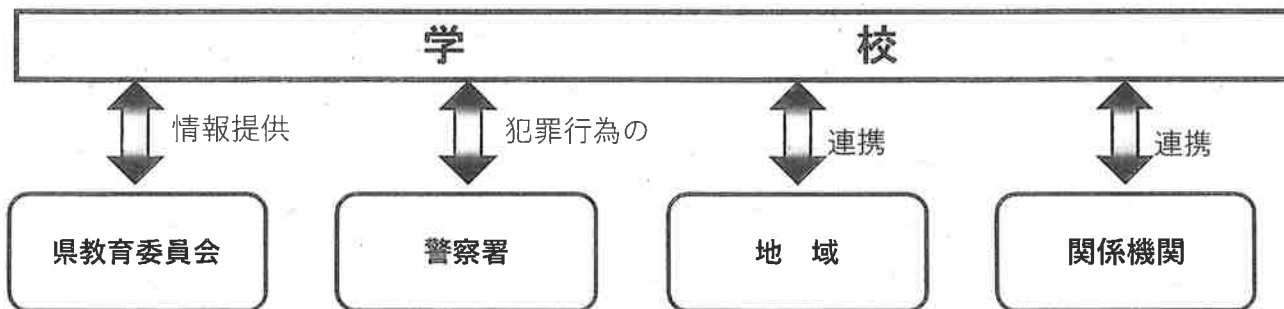 学 校
情報提供
犯罪行為の
連携
連携
県教育委員会
警察署
地 域
関係機関